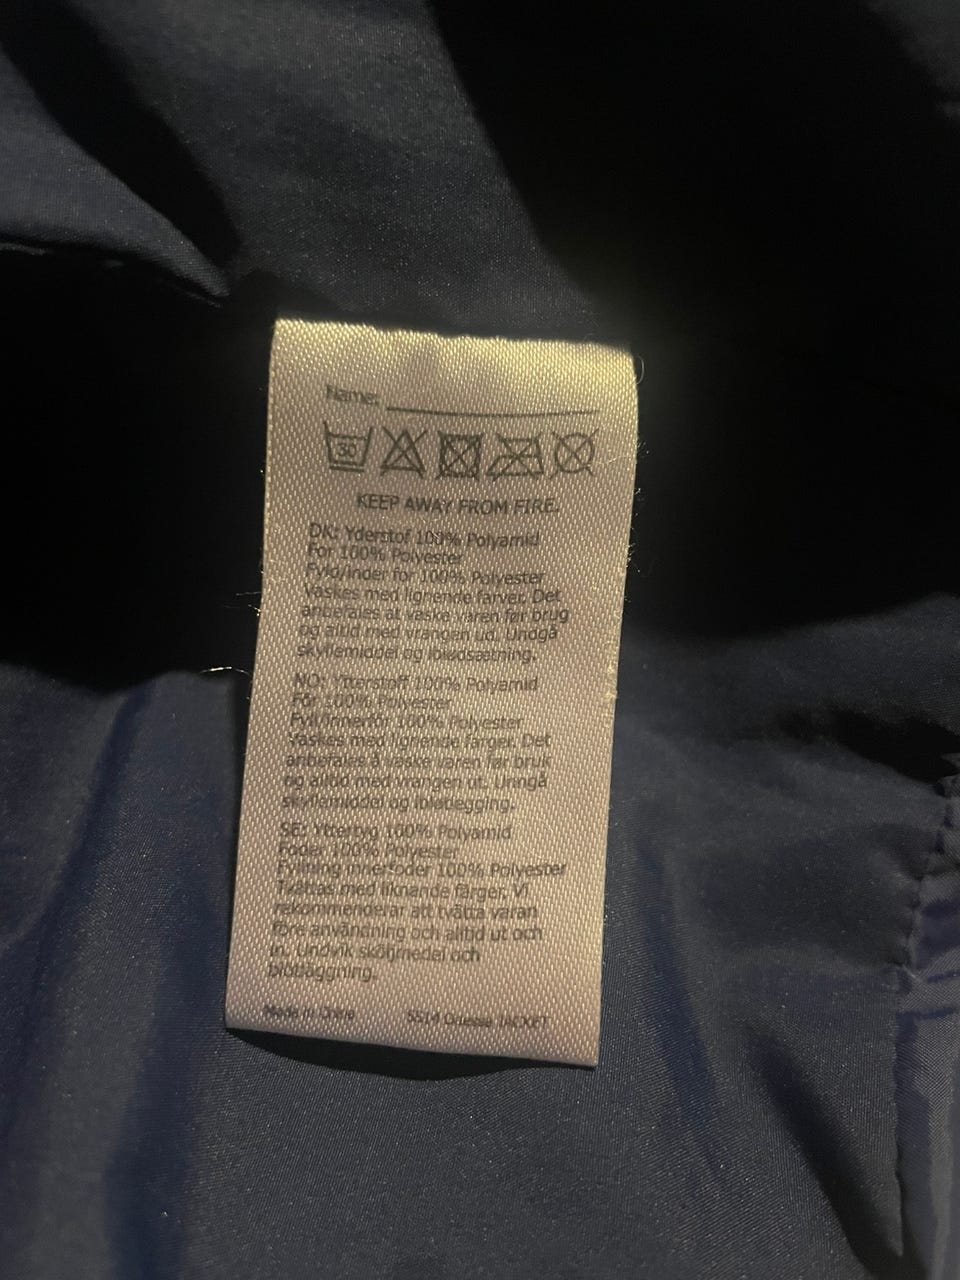 Name:
30
KEEP AWAY FROM FIRE.
DK: Yderstof 100% Polyamid
For 100% Polyester
Fyld/inder for 100% Polyester
Vaskes med lignende farver. Det
anbefales at vaske varen før brug
og altid med vrangen ud. Undgå
skyllemiddel og iblødsætning.
NO: Ytterstoff 100% Polyamid
Fôr 100% Polyester
Fyll/innerfôr 100% Polyester
Vaskes med lignende farger. Det
anbefales å vaske varen før bruk
og alltid med vrangen ut. Unngå
skyllemiddel og ibløtlegging.
SE: Yttertyg 100% Polyamid
Foder 100% Polyester
Fyllning innerfoder 100% Polyester
Tvättas med liknande färger. Vi
rekommenderar att tvätta varan
före användning och alltid ut och
in. Undvik sköljmedel och
blötläggning.
Made in China SS14 JACKET